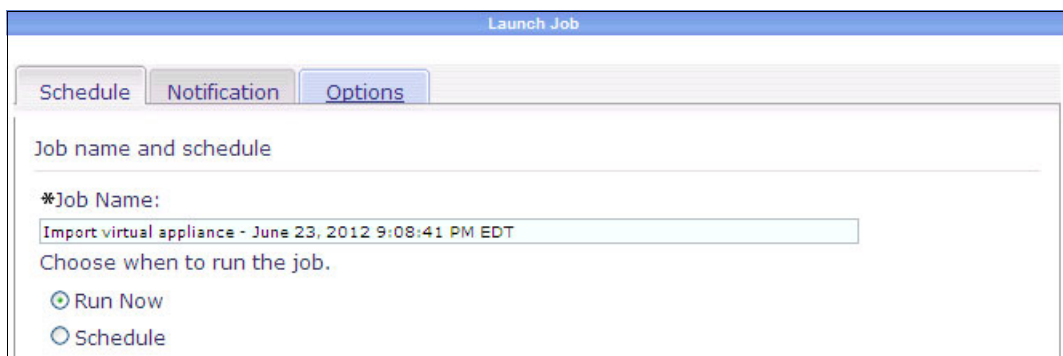 Launch Job
Schedule Notification Options
Job name and schedule
*Job Name:
Import virtual appliance - June 23, 2012 9:08:41 PM EDT
Choose when to run the job.
Run Now
Schedule